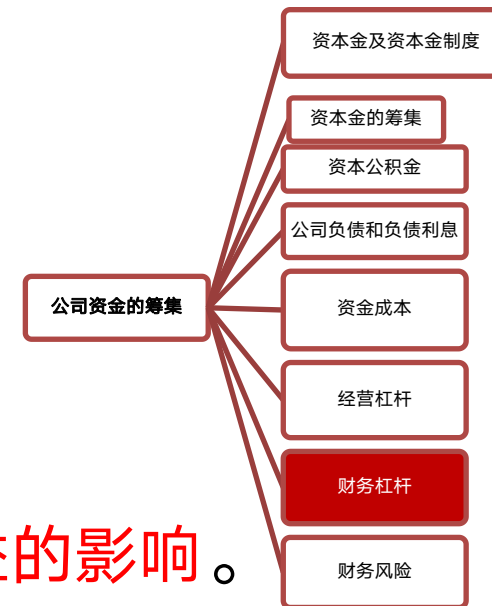 资本金及资本金制度
资本金的筹集
资本公积金
公司负债和负债利息
公司资金的筹集
资金成本
经营杠杆
财务杠杆
的影响。
财务风险